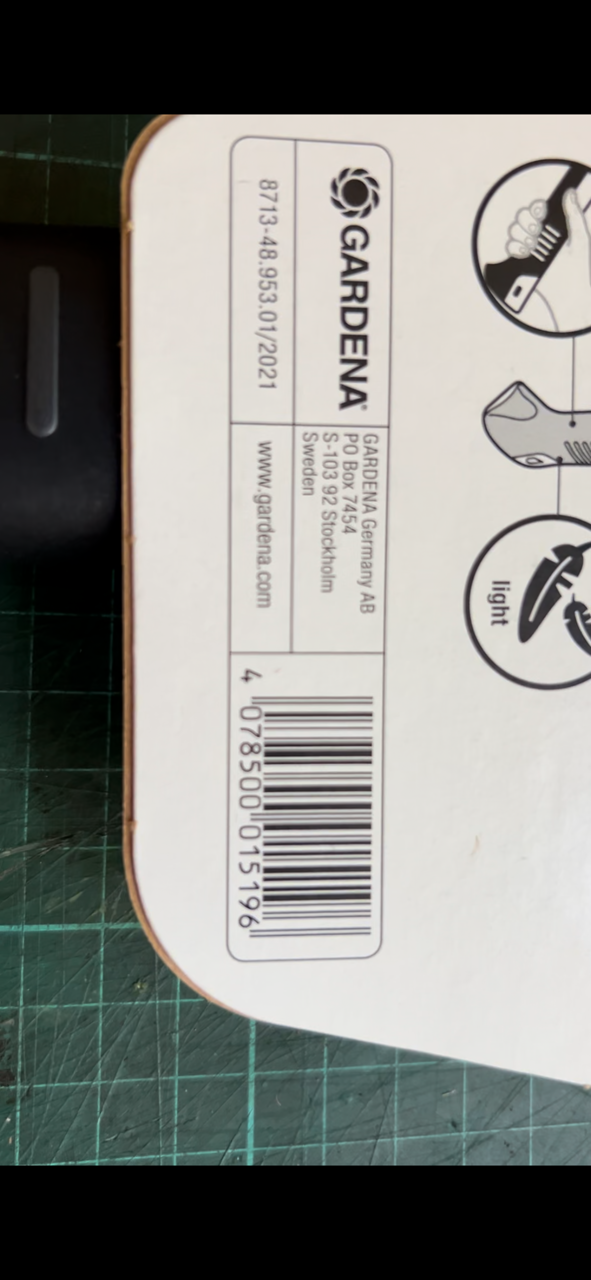 GARDENA®
GARDENA Germany AB
PO Box 7454
S-103 92 Stockholm
Sweden
8713-48.953.01/2021
www.gardena.com
4 078500 015196
light